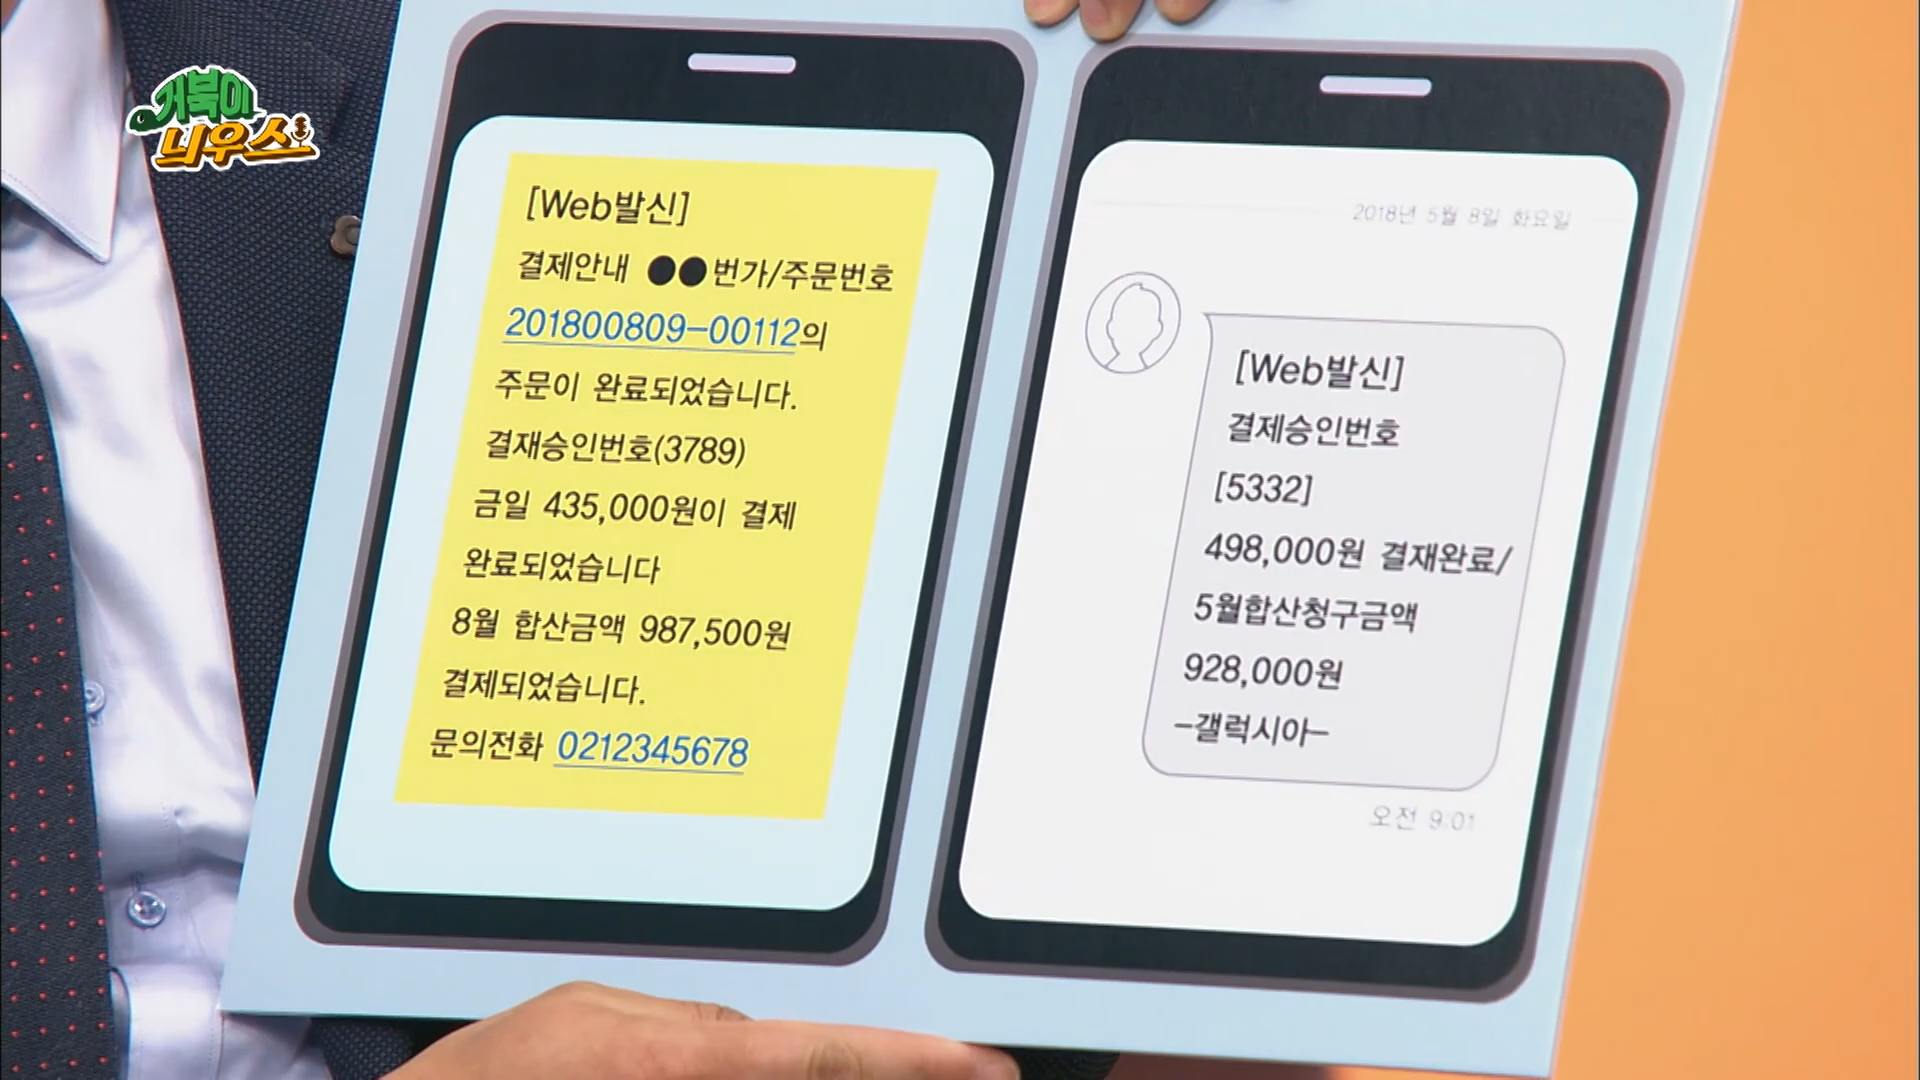 거북이
늬우스
[Web발신]
결제안내 ●●번가/주문번호
201800809-00112의
주문이 완료되었습니다.
결재승인번호(3789)
금일 435,000원이 결제
완료되었습니다
8월 합산금액 987,500원
결제되었습니다.
문의전화 0212345678
2018년 5월 8일 화요일
[Web발신]
결제승인번호
[5332]
498,000원 결재완료/
5월합산청구금액
928,000원
-갤럭시아-
오전 9:01